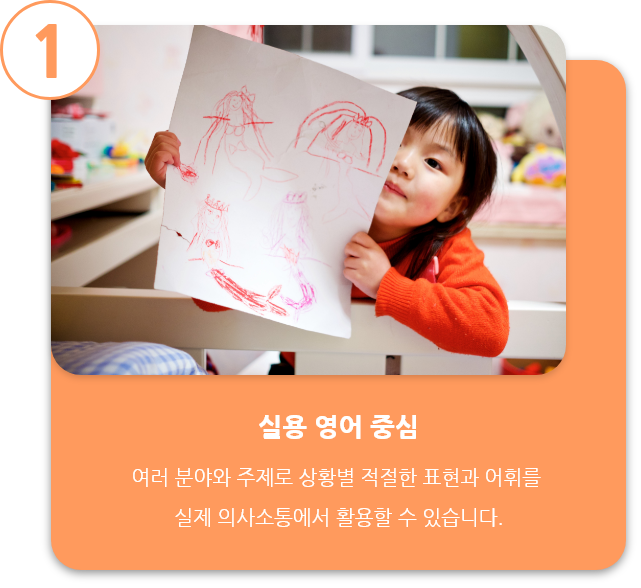 1
실용 영어 중심
여러 분야와 주제로 상황별 적절한 표현과 어휘를
실제 의사소통에서 활용할 수 있습니다.